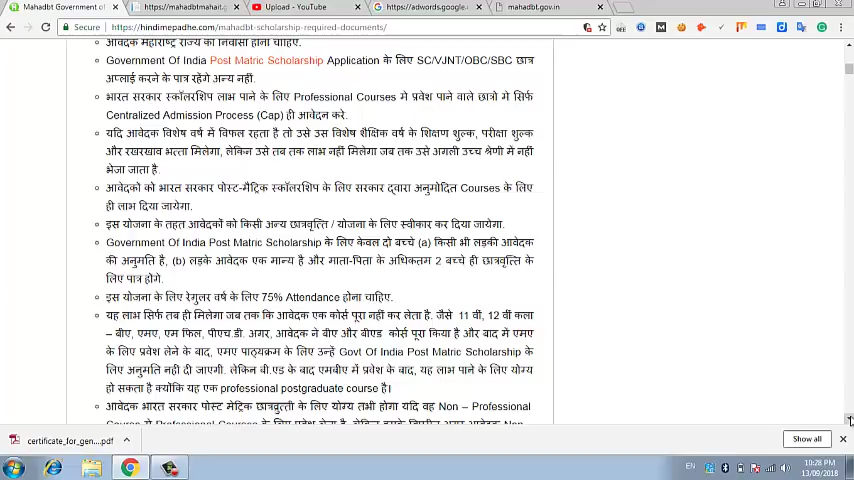 Mahadbt Government of
https://mahadbtmahait.g
Upload - YouTube
https://adwords.google.
mahadbt.gov.in
Secure https://hindimepadhe.com/mahadbt-scholarship-required-documents/
आवेदक महाराष्ट्र राज्य का निवासी होना चाहिए.
Government Of India Post Matric Scholarship Application के लिए SC/VJNT/OBC/SBC छात्र
अप्लाई करने के पात्र रहेंगे अन्य नहीं.
भारत सरकार स्कॉलरशिप लाभ पाने के लिए Professional Courses मे प्रवेश पाने वाले छात्रो मे सिर्फ
Centralized Admission Process (Cap) ही आवेदन करे.
यदि आवेदक विशेष वर्ष में विफल रहता है तो उसे उस विशेष शैक्षिक वर्ष के शिक्षण शुल्क, परीक्षा शुल्क
और रखरखाव भत्ता मिलेगा, लेकिन उसे तब तक लाभ नहीं मिलेगा जब तक उसे अगली उच्च श्रेणी मे नहीं
भेजा जाता है.
आवेदकों को भारत सरकार पोस्ट-मैट्रिक स्कॉलरशिप के लिए सरकार द्वारा अनुमोदित Courses के लिए
ही लाभ दिया जायेगा.
इस योजना के तहत आवेदकों को किसी अन्य छात्रवृत्ति / योजना के लिए स्वीकार कर दिया जायेगा.
Government Of India Post Matric Scholarship के लिए केवल दो बच्चे (a) किसी भी लड़की आवेदक
की अनुमति है, (b) लड़के आवेदक एक मान्य है और माता-पिता के अधिकतम 2 बच्चे ही छात्रवृत्ति के
लिए पात्र होंगे.
इस योजना के लिए रेगुलर वर्ष के लिए 75% Attendance होना चाहिए.
यह लाभ सिर्फ तब ही मिलेगा जब तक कि आवेदक एक कोर्स पूरा नहीं कर लेता है. जैसे 11 वीं, 12 वीं कला
– बीए, एमए, एम फिल, पीएच.डी. अगर, आवेदक ने बीए और बीएड कोर्स पूरा किया है और बाद में एमए
के लिए प्रवेश लेने के बाद, एमए पाठ्यक्रम के लिए उन्हें Govt Of India Post Matric Scholarship के
लिए अनुमति नही दी जाएगी. लेकिन बी.एड के बाद एमबीए में प्रवेश के बाद, यह लाभ पाने के लिए योग्य
हो सकता है क्योंकि यह एक professional postgraduate course है।
आवेदक भारत सरकार पोस्ट मेट्रिक छात्रवृत्ती के लिए योग्य तभी होगा यदि वह Non – Professional
certificate_for_gen....pdf
Show all
EN
10:28 PM
13/09/2018